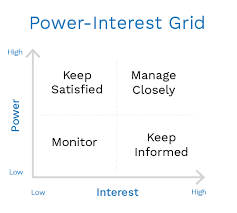 Power-Interest Grid
High
Keep Manage
Satisfied Closely
Power
Monitor Keep
Informed
Low
Low Interest High